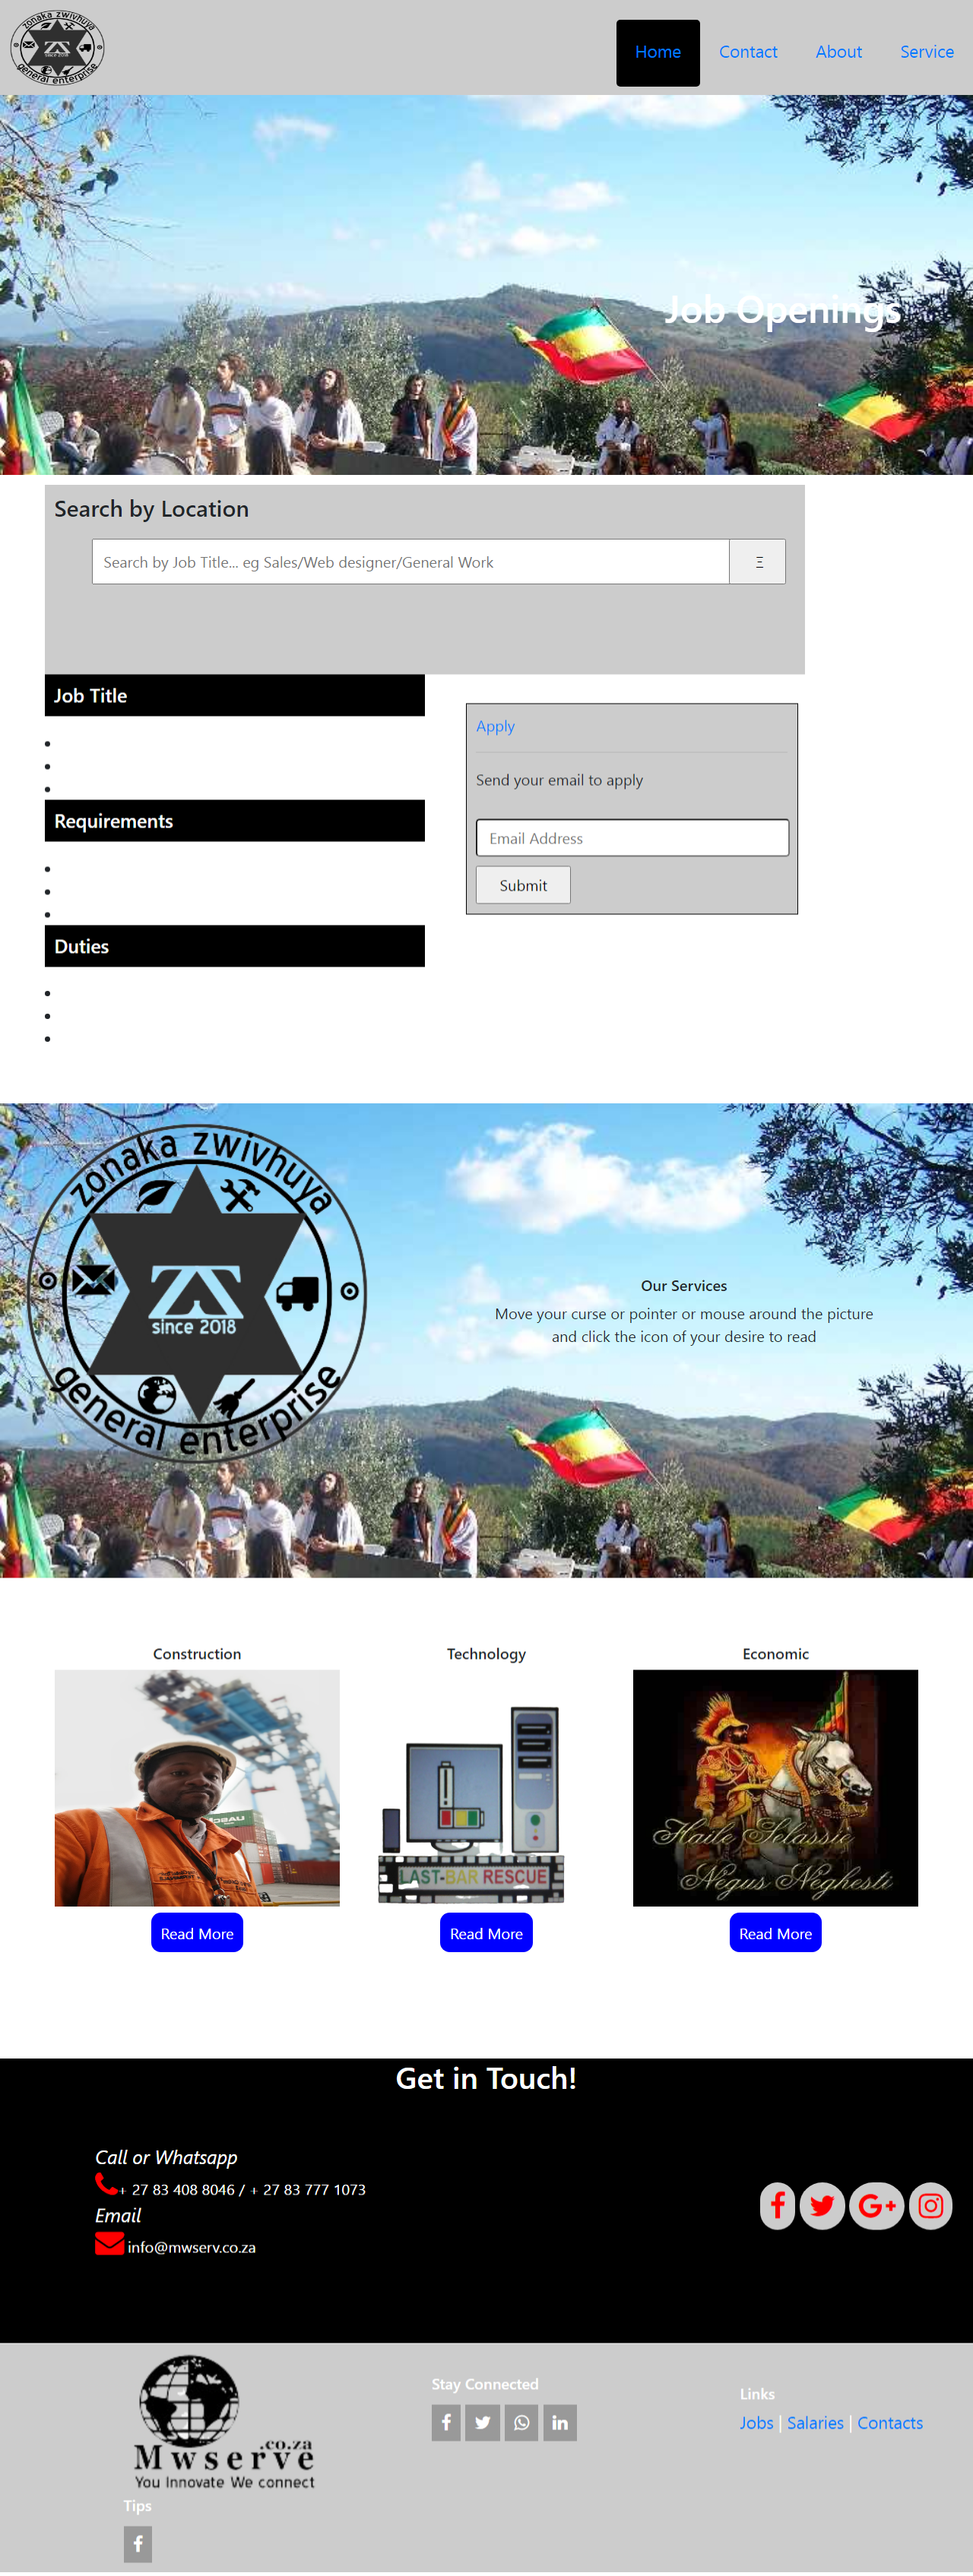 zonaka zwivhuya
since 2018
general enterprise
Home
Contact
About
Service
Job Openings
Search by Location
Search by Job Title... eg Sales/Web designer/General Work
Job Title
Requirements
Duties
Apply
Send your email to apply
Email Address
Submit
zonaka zwivhuya
since 2018
general enterprise
Our Services
Move your curse or pointer or mouse around the picture
and click the icon of your desire to read
Construction
Technology
Economic
LAST-BAR RESCUE
Haile Selassie
Negus Neghesti
Read More
Read More
Read More
Get in Touch!
Call or Whatsapp
+ 27 83 408 8046 / + 27 83 777 1073
Email
info@mwserv.co.za
G+
Mwserve
.co.za
You Innovate We connect
Stay Connected
Links
Jobs | Salaries | Contacts
Tips